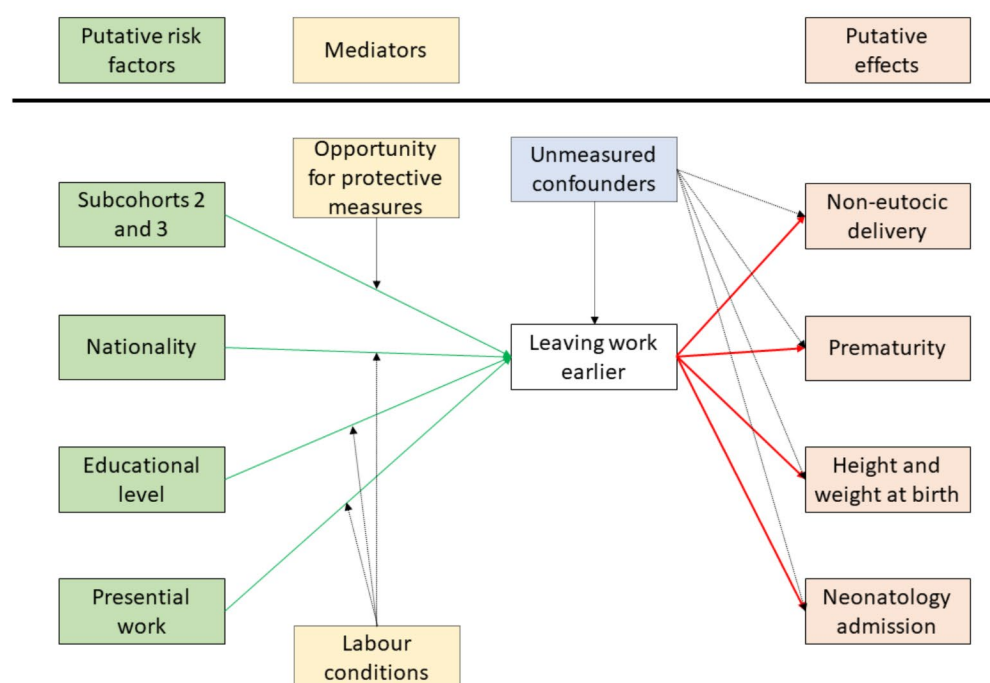 Putative risk
factors
Mediators
Putative
effects
Opportunity
for protective
measures
Unmeasured
confounders
Subcohorts 2
and 3
Non-eutocic
delivery
Nationality
Leaving work
earlier
Prematurity
Educational
level
Height and
weight at birth
Presential
work
Labour
conditions
Neonatology
admission